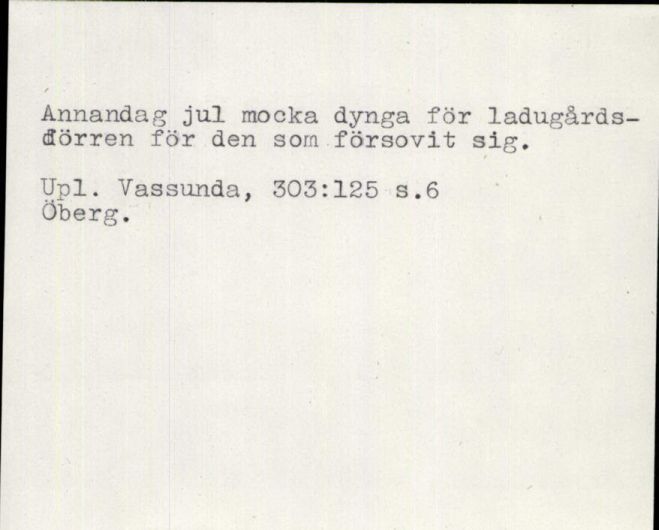 Annandag jul mocka dynga för ladugårds-
dörren för den som försovit sig.
Upl. Vassunda, 303:125 s.6
Öberg.